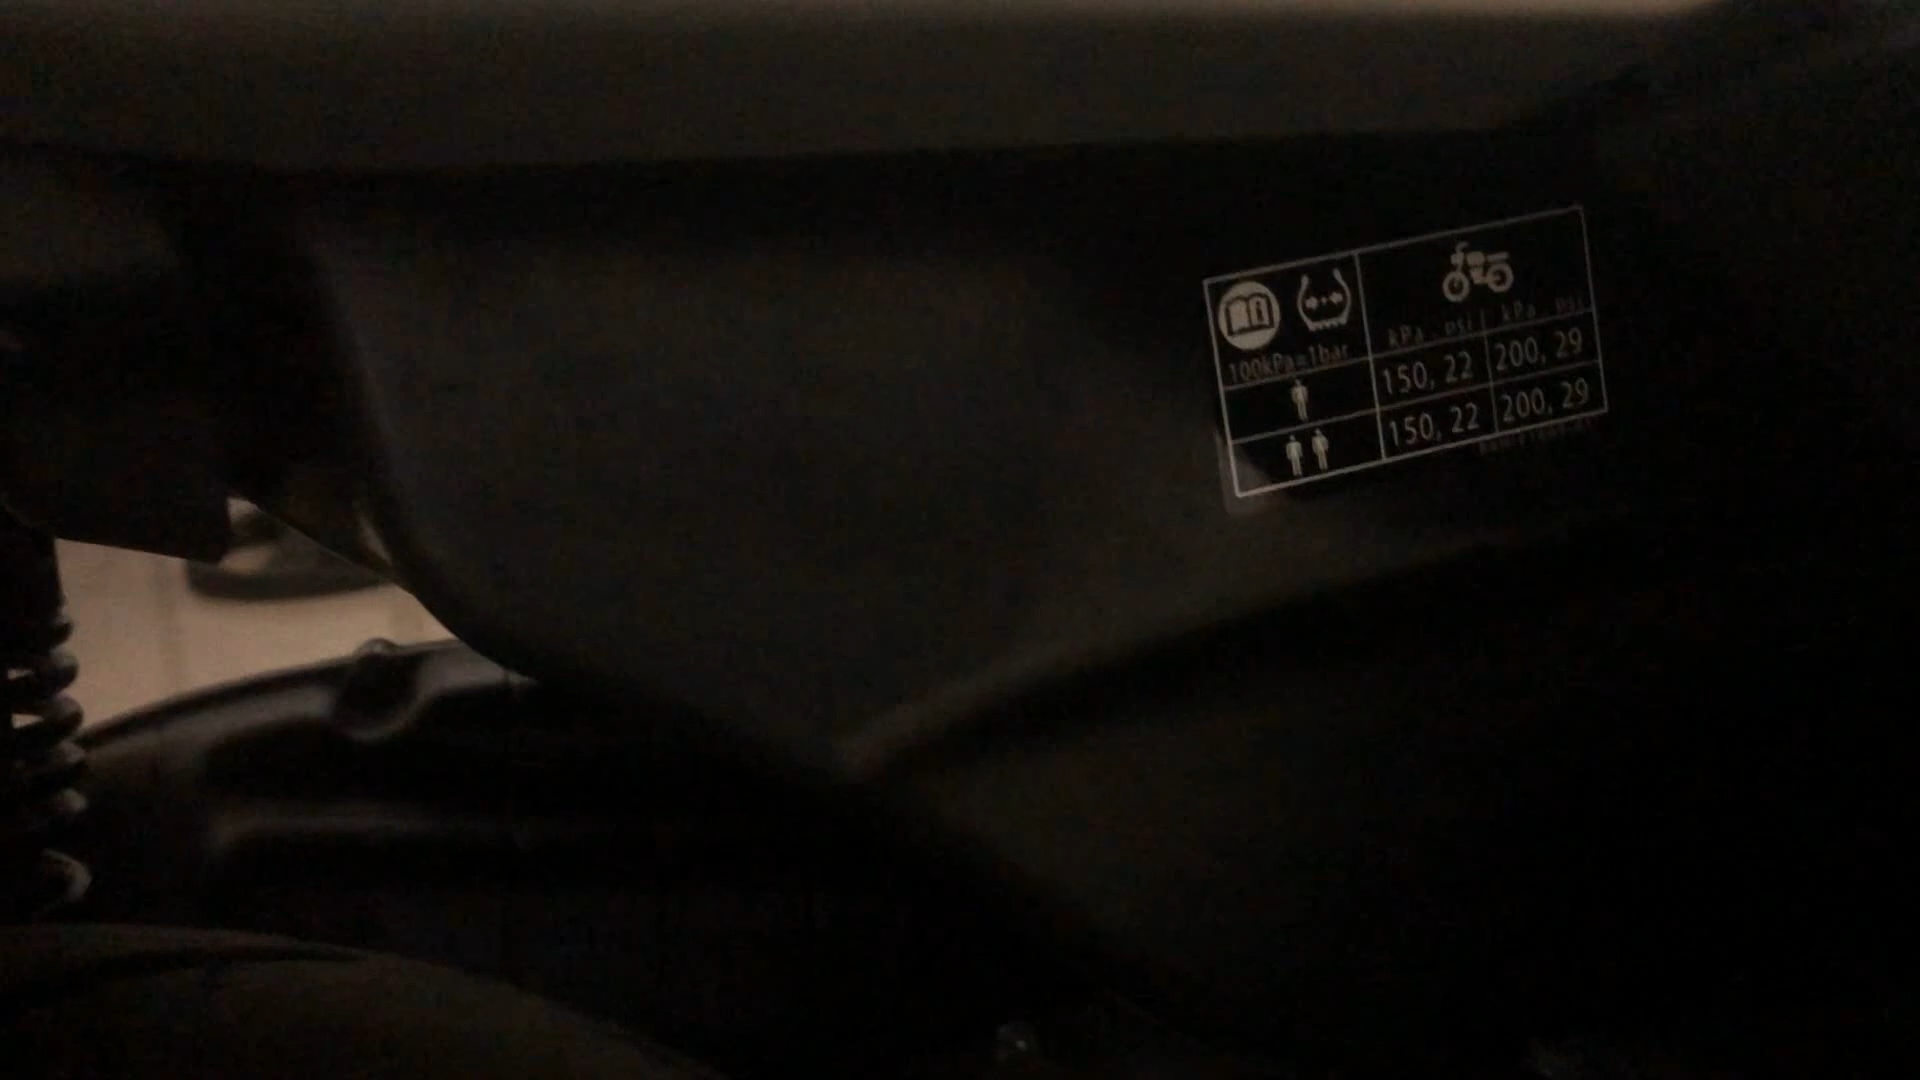 kPa , psi kPa , psi
100kPa=1bar
150, 22 200, 29
150, 22 200, 29